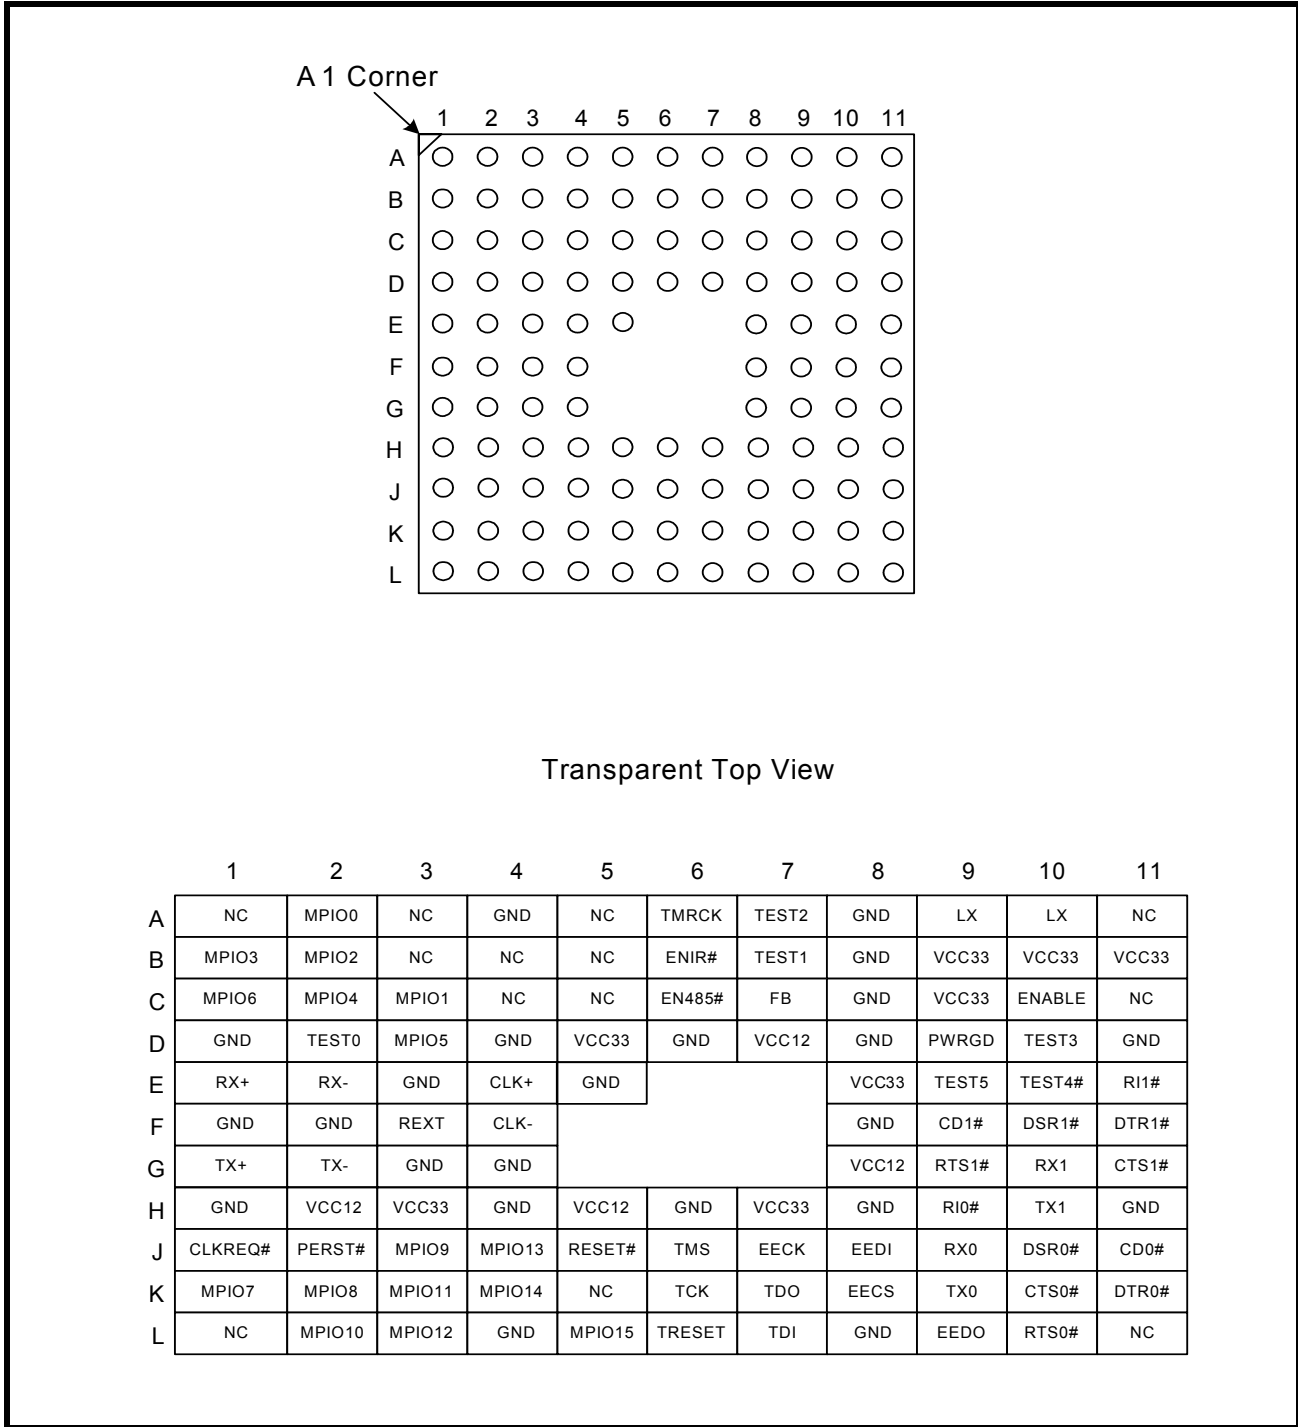 A 1 Corner
1 2 3 4 5 6 7 8 9 10 11
A
B
C
D
E
F
G
H
J
K
L
Transparent Top View
1 2 3 4 5 6 7 8 9 10 11
A NC MPIO0 NC GND NC TMRCK TEST2 GND LX LX NC
B MPIO3 MPIO2 NC NC NC ENIR# TEST1 GND VCC33 VCC33 VCC33
C MPIO6 MPIO4 MPIO1 NC NC EN485# FB GND VCC33 ENABLE NC
D GND TEST0 MPIO5 GND VCC33 GND VCC12 GND PWRGD TEST3 GND
E RX+ RX- GND CLK+ GND VCC33 TEST5 TEST4# RI1#
F GND GND REXT CLK- GND CD1# DSR1# DTR1#
G TX+ TX- GND GND VCC12 RTS1# RX1 CTS1#
H GND VCC12 VCC33 GND VCC12 GND VCC33 GND RI0# TX1 GND
J CLKREQ# PERST# MPIO9 MPIO13 RESET# TMS EECK EEDI RX0 DSR0# CD0#
K MPIO7 MPIO8 MPIO11 MPIO14 NC TCK TDO EECS TX0 CTS0# DTR0#
L NC MPIO10 MPIO12 GND MPIO15 TRESET TDI GND EEDO RTS0# NC